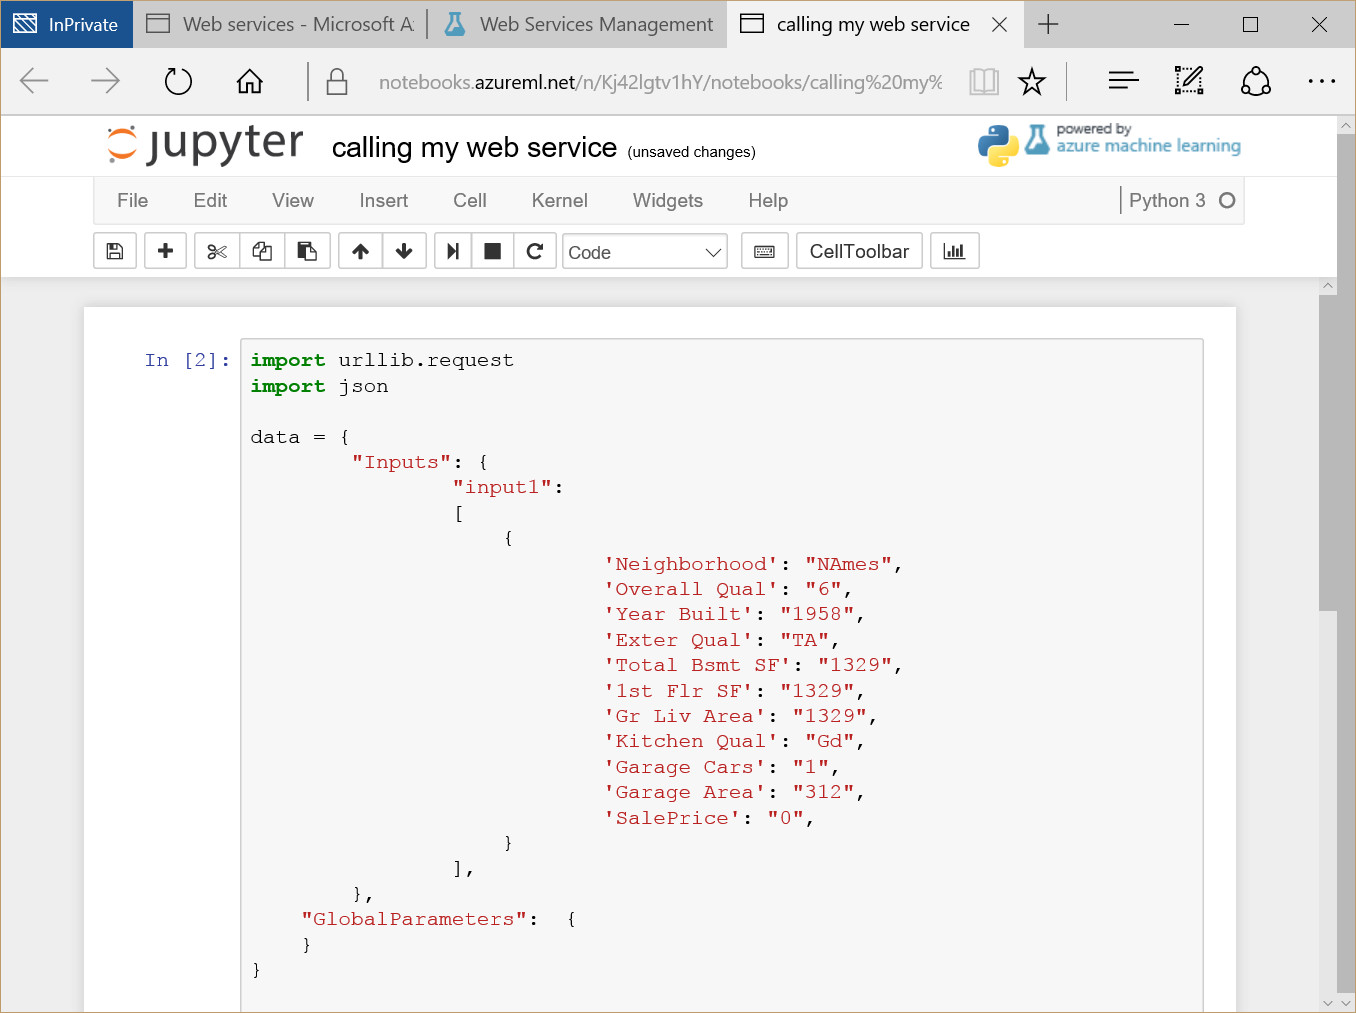 InPrivate
Web services - Microsoft A
Web Services Management
calling my web service
notebooks.azureml.net/n/Kj42lgtv1hY/notebooks/calling%20my%
jupyter
calling my web service (unsaved changes)
powered by
azure machine learning
File Edit View Insert Cell Kernel Widgets Help Python 3
Code
CellToolbar
In [2]:
import urllib.request
import json
data = {
"Inputs": {
"input1":
[
{
'Neighborhood': "NAmes",
'Overall Qual': "6",
'Year Built': "1958",
'Exter Qual': "TA",
'Total Bsmt SF': "1329",
'1st Flr SF': "1329",
'Gr Liv Area': "1329",
'Kitchen Qual': "Gd",
'Garage Cars': "1",
'Garage Area': "312",
'SalePrice': "0",
}
],
},
"GlobalParameters": {
}
}